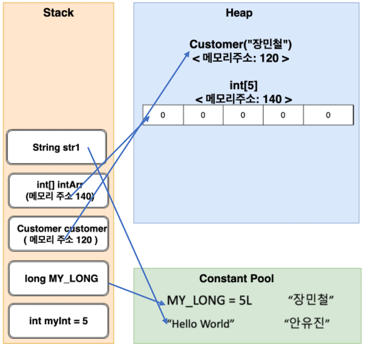 Stack
Heap
Customer("장민철")
< 메모리주소: 120 >
int[5]
< 메모리주소: 140 >
0 0 0 0 0
String str1
int[] intArr
(메모리 주소 140)
Customer customer
( 메모리 주소 120 )
long MY_LONG
int myInt = 5
Constant Pool
MY_LONG = 5L “장민철”
“Hello World” “안유진”